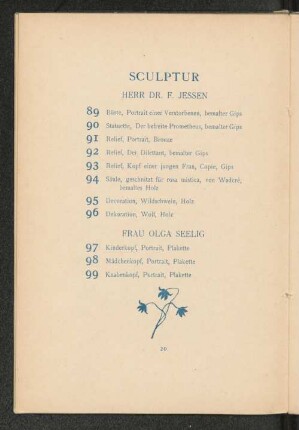 SCULPTUR
HERR DR. F. JESSEN
89 Büste, Portrait eines Verstorbenen, bemalter Gips
90 Statuette, Der befreite Prometheus, bemalter Gips
91 Relief, Portrait, Bronze
92 Relief, Der Dilettant, bemalter Gips
93 Relief, Kopf einer jungen Frau, Copie, Gips
94 Säule, geschnitzt für rosa mistica, von
bemaltes Holz
95 Decoration, Wildschwein, Holz
96 Dekoration, Wolf, Holz
FRAU OLGA SEELIG
97 Kinderkopf, Portrait, Plakette
98 Mädchenkopf, Portrait, Plakette
99 Knabenkopf, Portrait, Plakette
20